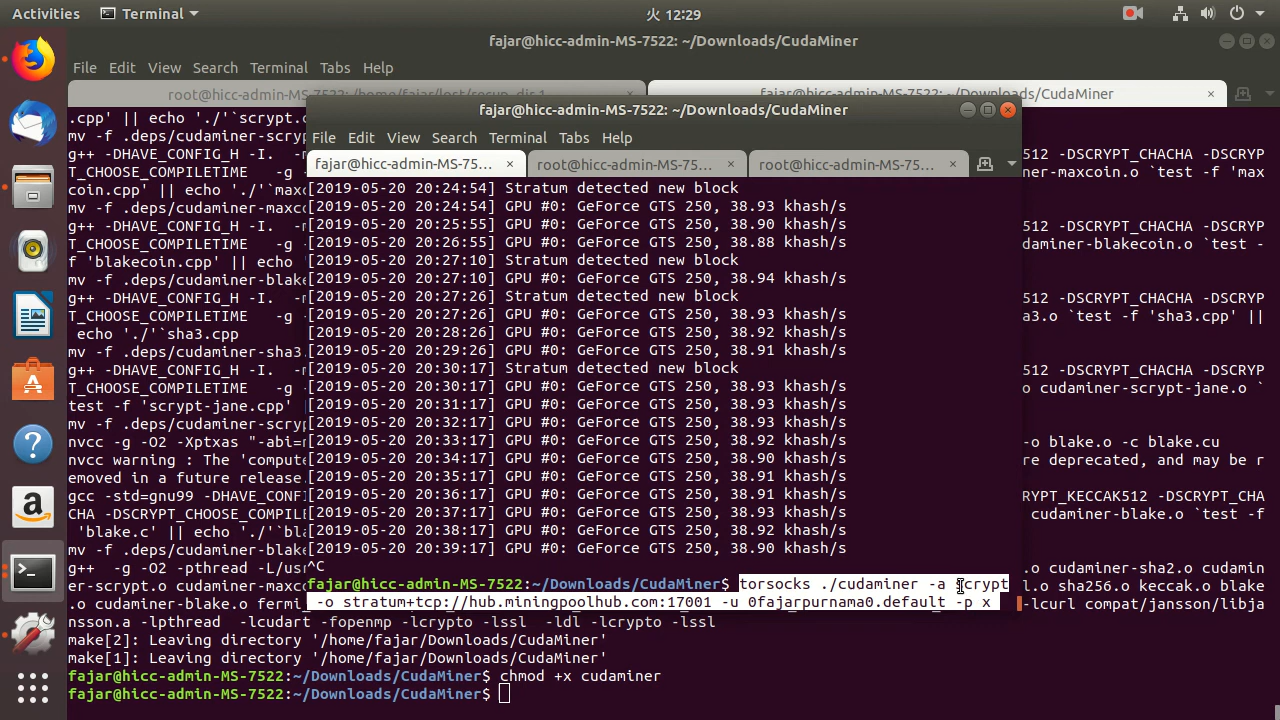 Activities
Terminal
火 12:29
fajar@hicc-admin-MS-7522: ~/Downloads/CudaMiner
File Edit View Search Terminal Tabs Help
fajar@hicc-admin-MS-7522: ~/Downloads/CudaMiner
fajar@hicc-admin-MS-7522: ~/Downloads/CudaMiner
File Edit View Search Terminal Tabs Help
fajar@hicc-admin-MS-75... × root@hicc-admin-MS-75... × root@hicc-admin-MS-75... ×
[2019-05-20 20:24:54] Stratum detected new block
[2019-05-20 20:24:54] GPU #0: GeForce GTS 250, 38.93 khash/s
[2019-05-20 20:25:55] GPU #0: GeForce GTS 250, 38.90 khash/s
[2019-05-20 20:26:55] GPU #0: GeForce GTS 250, 38.88 khash/s
[2019-05-20 20:27:10] Stratum detected new block
[2019-05-20 20:27:10] GPU #0: GeForce GTS 250, 38.94 khash/s
[2019-05-20 20:27:26] Stratum detected new block
[2019-05-20 20:27:26] GPU #0: GeForce GTS 250, 38.93 khash/s
[2019-05-20 20:28:26] GPU #0: GeForce GTS 250, 38.92 khash/s
[2019-05-20 20:29:26] GPU #0: GeForce GTS 250, 38.91 khash/s
[2019-05-20 20:30:17] Stratum detected new block
[2019-05-20 20:30:17] GPU #0: GeForce GTS 250, 38.93 khash/s
[2019-05-20 20:31:17] GPU #0: GeForce GTS 250, 38.93 khash/s
[2019-05-20 20:32:17] GPU #0: GeForce GTS 250, 38.93 khash/s
[2019-05-20 20:33:17] GPU #0: GeForce GTS 250, 38.92 khash/s
[2019-05-20 20:34:17] GPU #0: GeForce GTS 250, 38.90 khash/s
[2019-05-20 20:35:17] GPU #0: GeForce GTS 250, 38.91 khash/s
[2019-05-20 20:36:17] GPU #0: GeForce GTS 250, 38.91 khash/s
[2019-05-20 20:37:17] GPU #0: GeForce GTS 250, 38.93 khash/s
[2019-05-20 20:38:17] GPU #0: GeForce GTS 250, 38.92 khash/s
[2019-05-20 20:39:17] GPU #0: GeForce GTS 250, 38.90 khash/s
^C
fajar@hicc-admin-MS-7522:~/Downloads/CudaMiner$ torsocks ./cudaminer -a scrypt
-o stratum+tcp://hub.miningpoolhub.com:17001 -u 0fajarpurnama0.default -p x
.cpp' || echo './'`scrypt.c
mv -f .deps/cudaminer-scryp
g++ -DHAVE_CONFIG_H -I. -m
512 -DSCRYPT_CHACHA -DSCRYP
T_CHOOSE_COMPILETIME -g -
maxcoin.o `test -f 'max
coin.cpp' || echo './'`maxc
mv -f .deps/cudaminer-maxco
g++ -DHAVE_CONFIG_H -I. -m
512 -DSCRYPT_CHACHA -DSCRYP
T_CHOOSE_COMPILETIME -g -
daminer-blakecoin.o `test -
f 'blakecoin.cpp' || echo '
mv -f .deps/cudaminer-blake
g++ -DHAVE_CONFIG_H -I. -m
512 -DSCRYPT_CHACHA -DSCRYP
T_CHOOSE_COMPILETIME -g -
a3.o `test -f 'sha3.cpp' ||
echo './'`sha3.cpp
mv -f .deps/cudaminer-sha3.
g++ -DHAVE_CONFIG_H -I. -m
512 -DSCRYPT_CHACHA -DSCRYP
T_CHOOSE_COMPILETIME -g -
o cudaminer-scrypt-jane.o `
test -f 'scrypt-jane.cpp' |
mv -f .deps/cudaminer-scryp
nvcc -g -O2 -Xptxas "-abi=n
-o blake.o -c blake.cu
nvcc warning : The 'compute
re deprecated, and may be r
emoved in a future release.
gcc -std=gnu99 -DHAVE_CONFI
RYPT_KECCAK512 -DSCRYPT_CHA
CHA -DSCRYPT_CHOOSE_COMPILE
cudaminer-blake.o `test -f
'blake.c' || echo './'`bla
mv -f .deps/cudaminer-blake
g++ -g -O2 -pthread -L/usr
.o cudaminer-sha2.o cudamin
er-scrypt.o cudaminer-maxco
l.o sha256.o keccak.o blake
.o cudaminer-blake.o fermi_
-lcurl compat/jansson/libja
nsson.a -lpthread -lcudart -fopenmp -lcrypto -lssl -ldl -lcrypto -lssl
make[2]: Leaving directory '/home/fajar/Downloads/CudaMiner'
make[1]: Leaving directory '/home/fajar/Downloads/CudaMiner'
fajar@hicc-admin-MS-7522:~/Downloads/CudaMiner$ chmod +x cudaminer
fajar@hicc-admin-MS-7522:~/Downloads/CudaMiner$